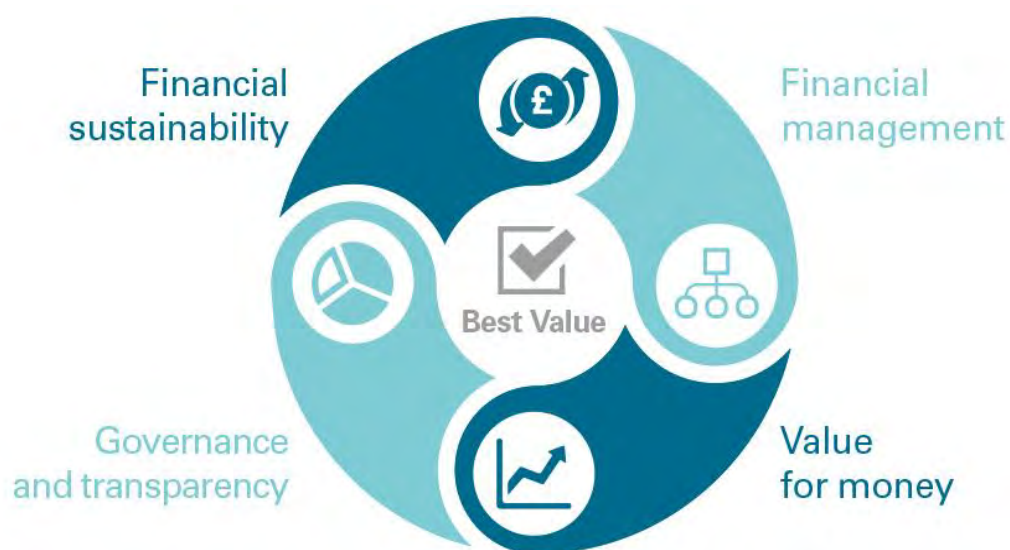 Financial
sustainability
£
Financial
management
Best Value
Governance
and transparency
Value
for money